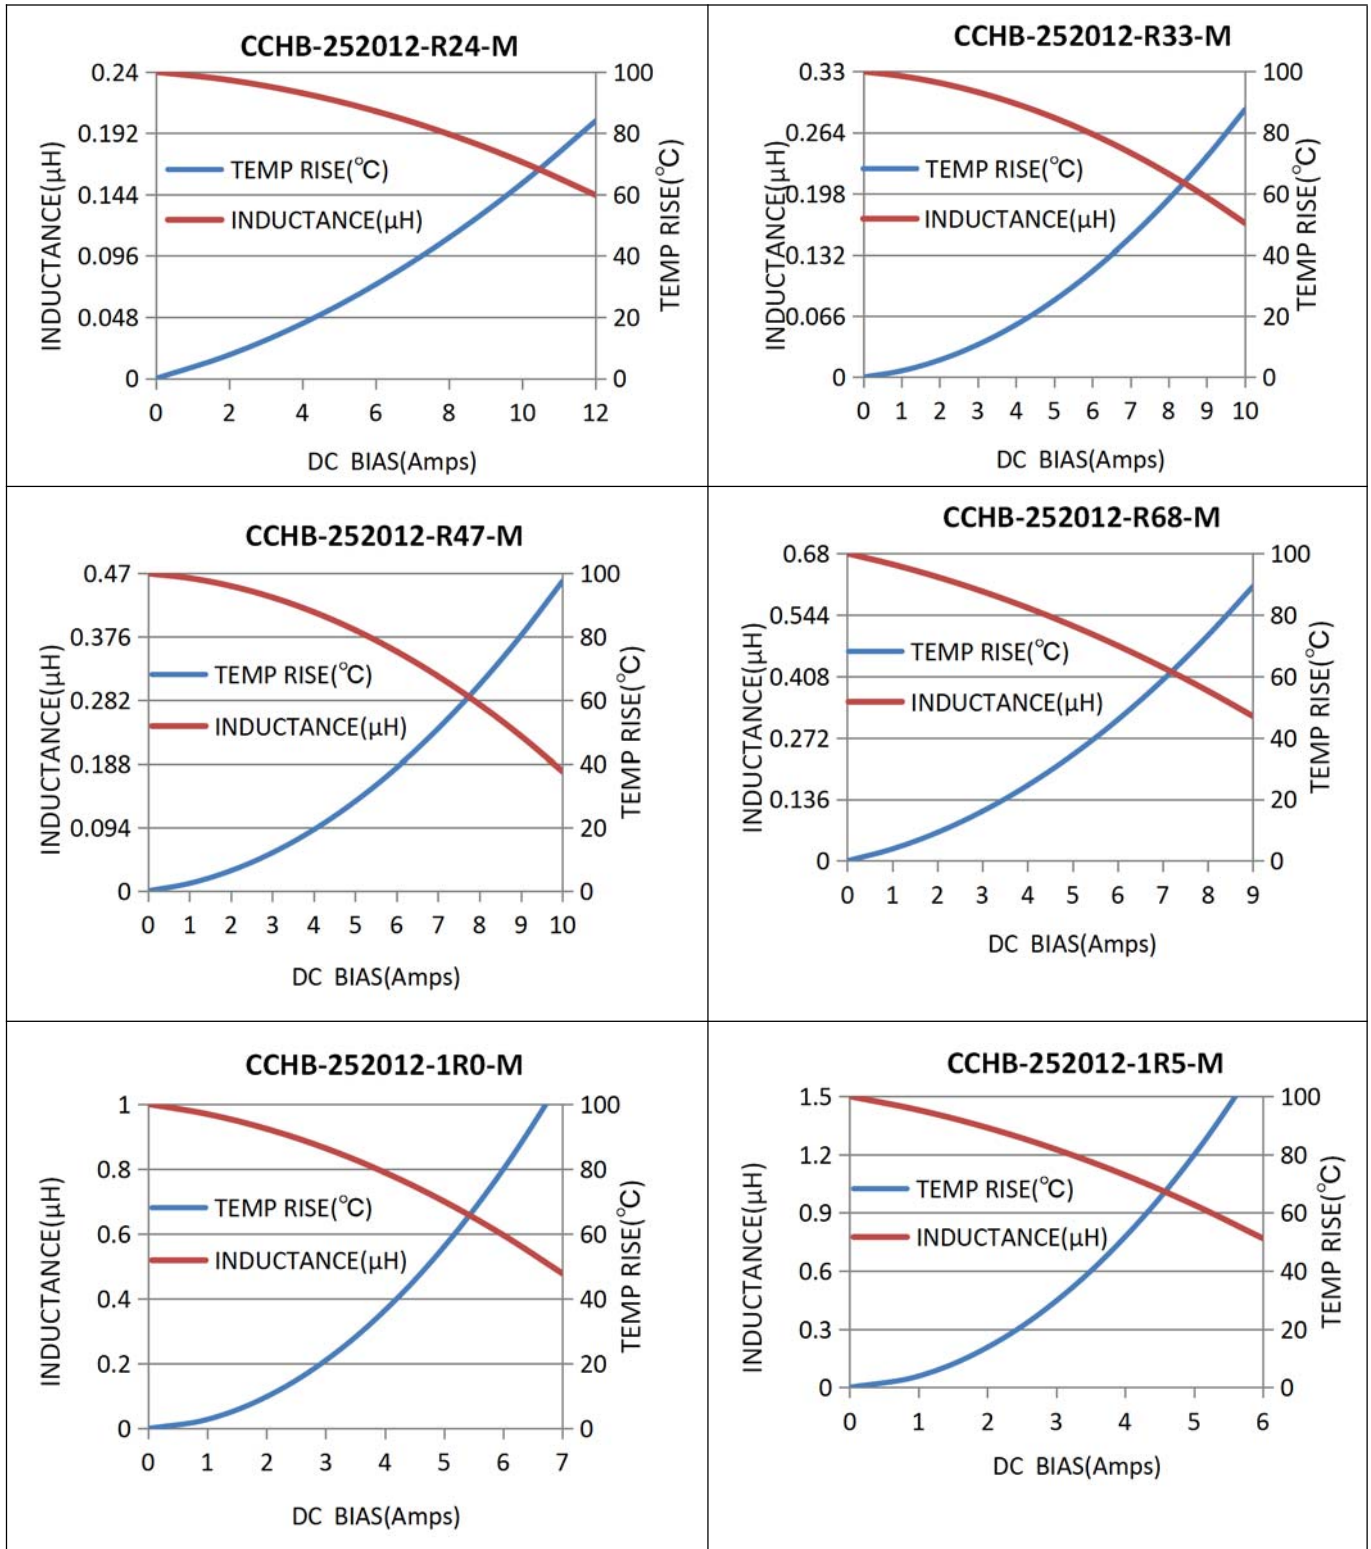 CCHB-252012-R24-M
0.24
0.192
0.144
0.096
0.048
0
100
80
60
40
20
0
INDUCTANCE(μH)
TEMP RISE(℃)
TEMP RISE(℃)
INDUCTANCE(μH)
0 2 4 6 8 10 12
DC BIAS(Amps)
CCHB-252012-R33-M
0.33
0.264
0.198
0.132
0.066
0
100
80
60
40
20
0
INDUCTANCE(μH)
TEMP RISE(℃)
TEMP RISE(℃)
INDUCTANCE(μH)
0 1 2 3 4 5 6 7 8 9 10
DC BIAS(Amps)
CCHB-252012-R47-M
0.47
0.376
0.282
0.188
0.094
0
100
80
60
40
20
0
INDUCTANCE(μH)
TEMP RISE(℃)
TEMP RISE(℃)
INDUCTANCE(μH)
0 1 2 3 4 5 6 7 8 9 10
DC BIAS(Amps)
CCHB-252012-R68-M
0.68
0.544
0.408
0.272
0.136
0
100
80
60
40
20
0
INDUCTANCE(μH)
TEMP RISE(℃)
TEMP RISE(℃)
INDUCTANCE(μH)
0 1 2 3 4 5 6 7 8 9
DC BIAS(Amps)
CCHB-252012-1R0-M
1
0.8
0.6
0.4
0.2
0
100
80
60
40
20
0
INDUCTANCE(μH)
TEMP RISE(℃)
TEMP RISE(℃)
INDUCTANCE(μH)
0 1 2 3 4 5 6 7
DC BIAS(Amps)
CCHB-252012-1R5-M
1.5
1.2
0.9
0.6
0.3
0
100
80
60
40
20
0
INDUCTANCE(μH)
TEMP RISE(℃)
TEMP RISE(℃)
INDUCTANCE(μH)
0 1 2 3 4 5 6
DC BIAS(Amps)